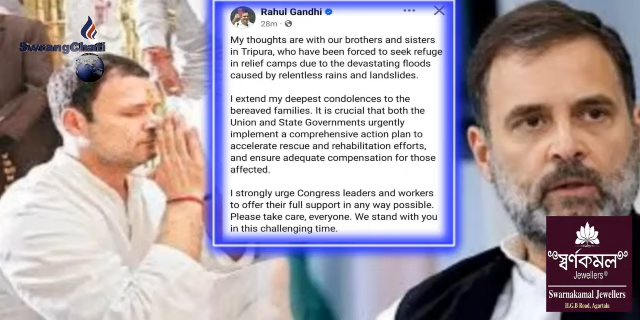 SwaangChati
Rahul Gandhi
28m
My thoughts are with our brothers and sisters
in Tripura, who have been forced to seek refuge
in relief camps due to the devastating floods
caused by relentless rains and landslides.
I extend my deepest condolences to the
bereaved families. It is crucial that both the
Union and State Governments urgently
implement a comprehensive action plan to
accelerate rescue and rehabilitation efforts,
and ensure adequate compensation for those
affected.
I strongly urge Congress leaders and workers
to offer their full support in any way possible.
Please take care, everyone. We stand with you
in this challenging time.
স্বর্ণকমল
Jewellers®
Swarnakamal Jewellers
H.G.B Road, Agartala